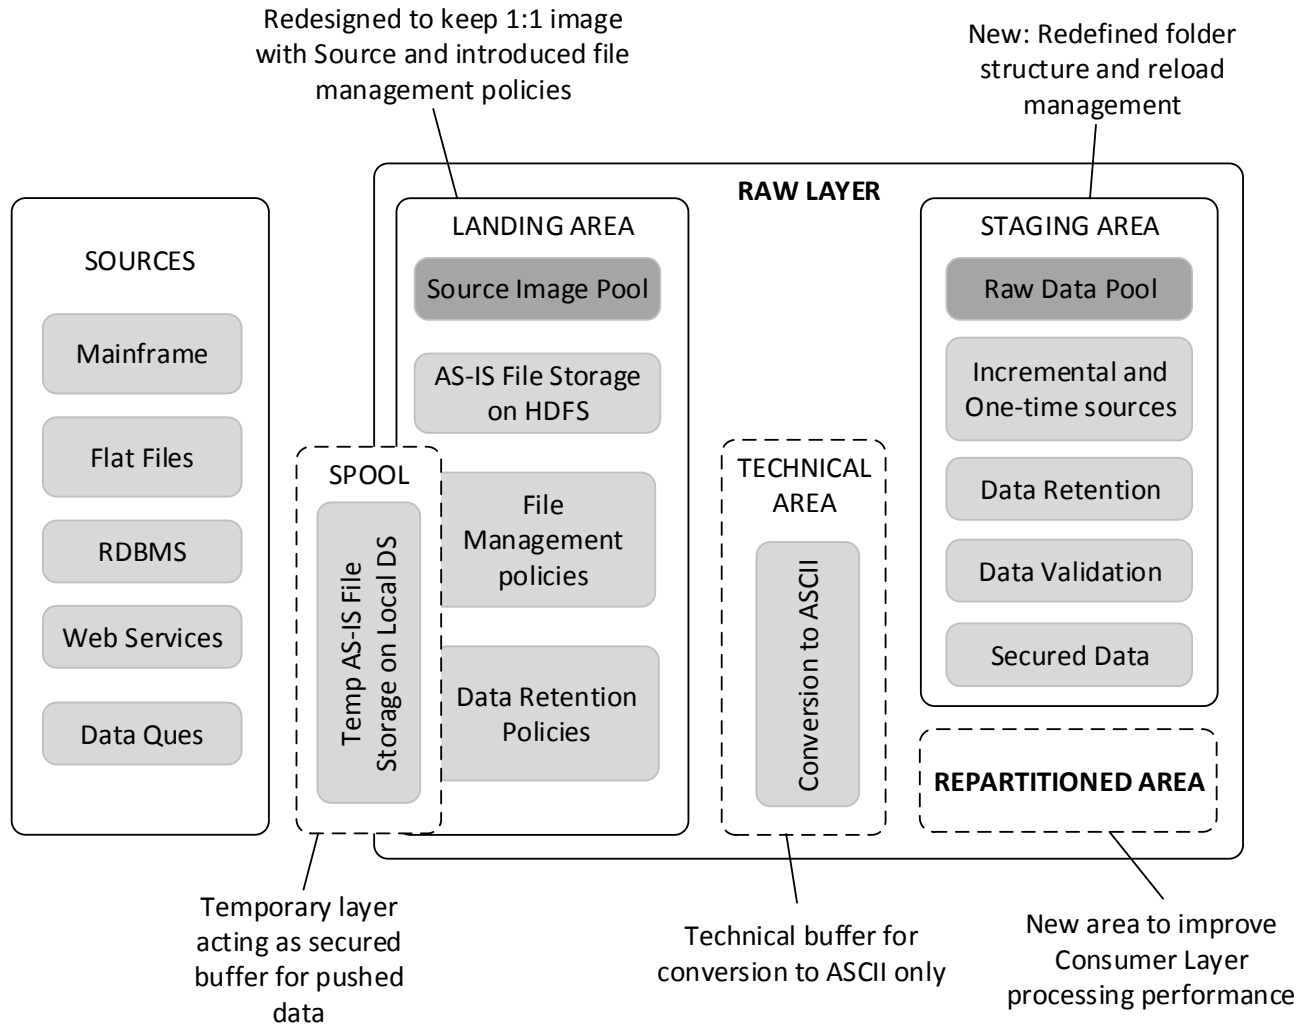 Redesigned to keep 1:1 image
with Source and introduced file
management policies
New: Redefined folder
structure and reload
management
RAW LAYER
SOURCES
Mainframe
Flat Files
RDBMS
Web Services
Data Ques
SPOOL
Temp AS-IS File
Storage on Local DS
LANDING AREA
Source Image Pool
AS-IS File Storage
on HDFS
File
Management
policies
Data Retention
Policies
TECHNICAL
AREA
Conversion to ASCII
STAGING AREA
Raw Data Pool
Incremental and
One-time sources
Data Retention
Data Validation
Secured Data
REPARTITIONED AREA
Temporary layer
acting as secured
buffer for pushed
data
Technical buffer for
conversion to ASCII only
New area to improve
Consumer Layer
processing performance